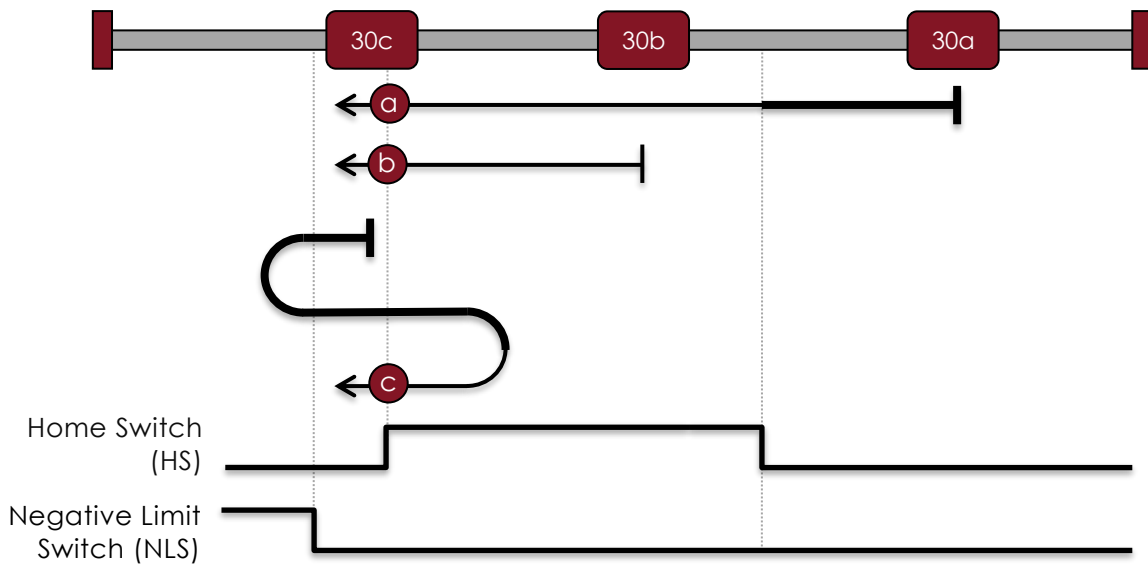 30c
30b
30a
a
b
c
Home Switch
(HS)
Negative Limit
Switch (NLS)